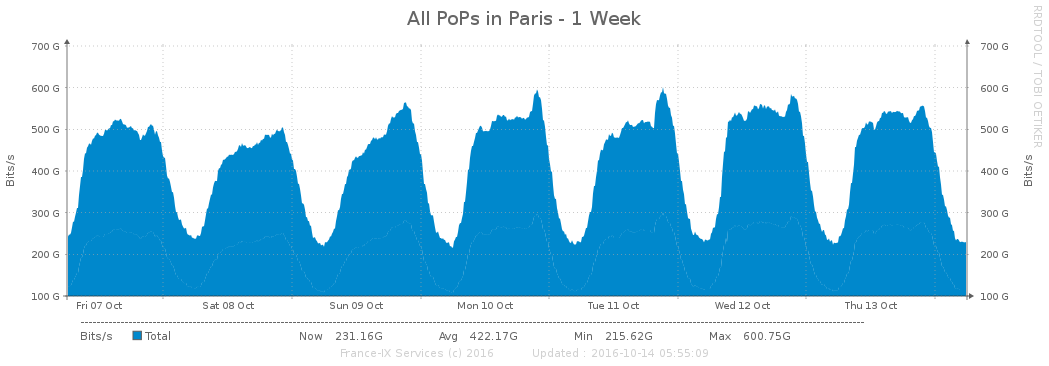 All PoPs in Paris - 1 Week
RRDTOOL / TOBI OETIKER
700 G 700 G
600 G 600 G
500 G 500 G
400 G 400 G
300 G 300 G
200 G 200 G
100 G 100 G
Bits/s
Bits/s
Fri 07 Oct Sat 08 Oct Sun 09 Oct Mon 10 Oct Tue 11 Oct Wed 12 Oct Thu 13 Oct
Bits/s Total Now 231.16G Avg 422.17G Min 215.62G Max 600.75G
France-IX Services (c) 2016 Updated : 2016-10-14 05:55:09